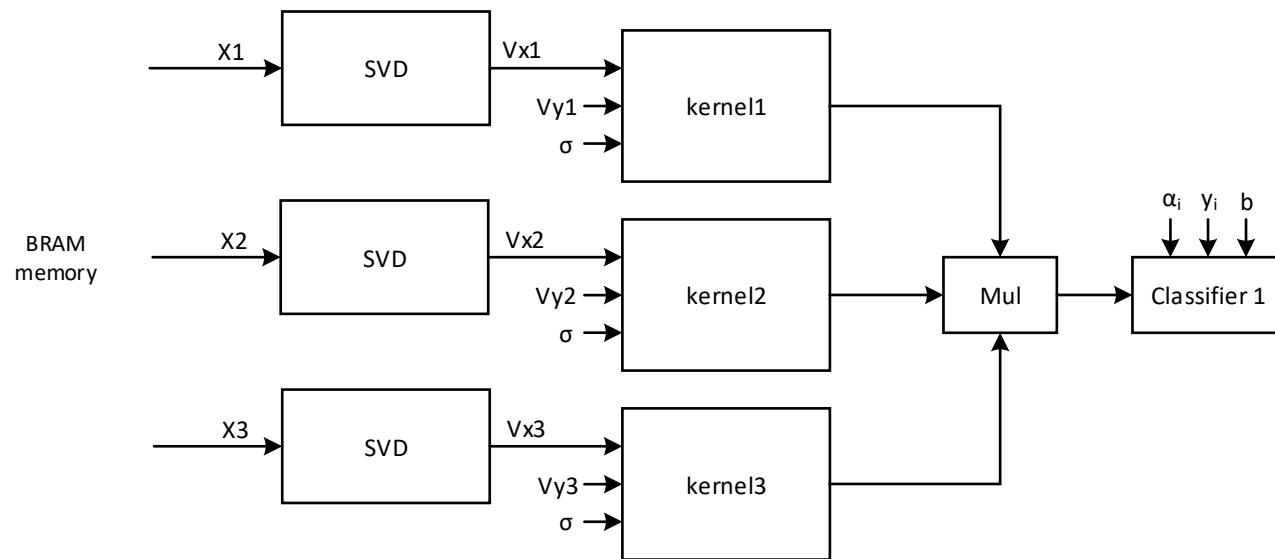 X1
SVD
Vx1
Vy1
σ
kernel1
BRAM
memory
X2
SVD
Vx2
Vy2
σ
kernel2
Mul
αi
yi
b
Classifier 1
X3
SVD
Vx3
Vy3
σ
kernel3